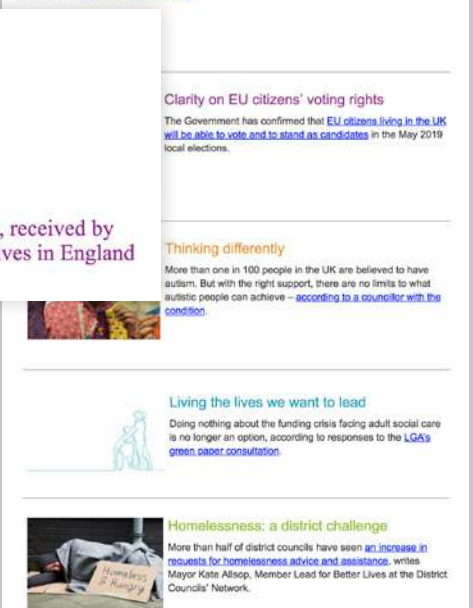 Clarity on EU citizens' voting rights
The Government has confirmed that EU citizens living in the UK
will be able to vote and to stand as candidates in the May 2019
local elections.
, received by
ves in England
Thinking differently
More than one in 100 people in the UK are believed to have
autism. But with the right support, there are no limits to what
autistic people can achieve – according to a councillor with the
condition.
Living the lives we want to lead
Doing nothing about the funding crisis facing adult social care
is no longer an option, according to responses to the LGA's
green paper consultation.
Homelessness: a district challenge
More than half of district councils have seen an increase in
requests for homelessness advice and assistance, writes
Mayor Kate Allsop, Member Lead for Better Lives at the District
Councils' Network.
Homeless
& Hungry